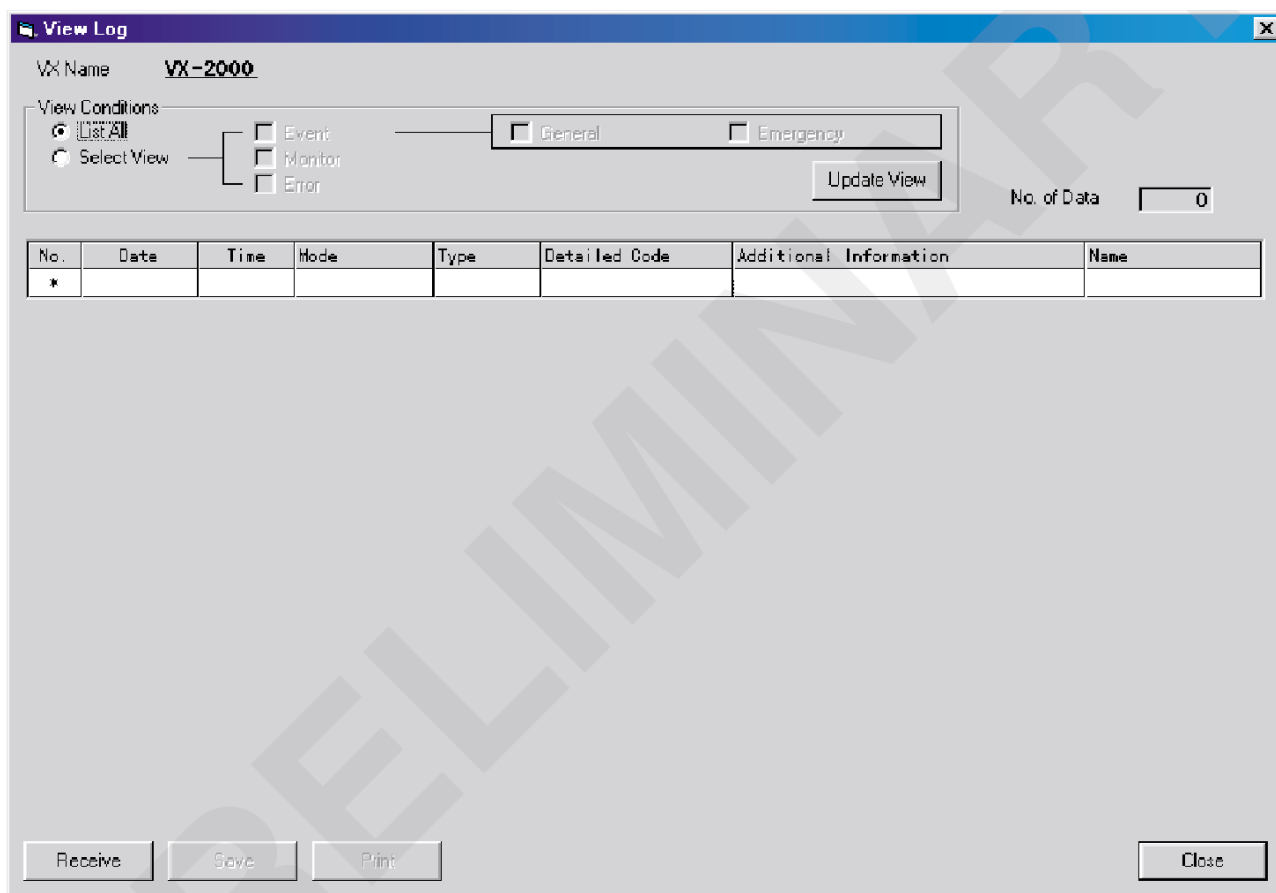 View Log
VX Name VX-2000
View Conditions
List All Event General Emergency
Select View Monitor
Error Update View
No. of Data 0
No. Date Time Mode Type Detailed Code Additional Information Name
*
Receive Save Print Close
PRELIMINARY